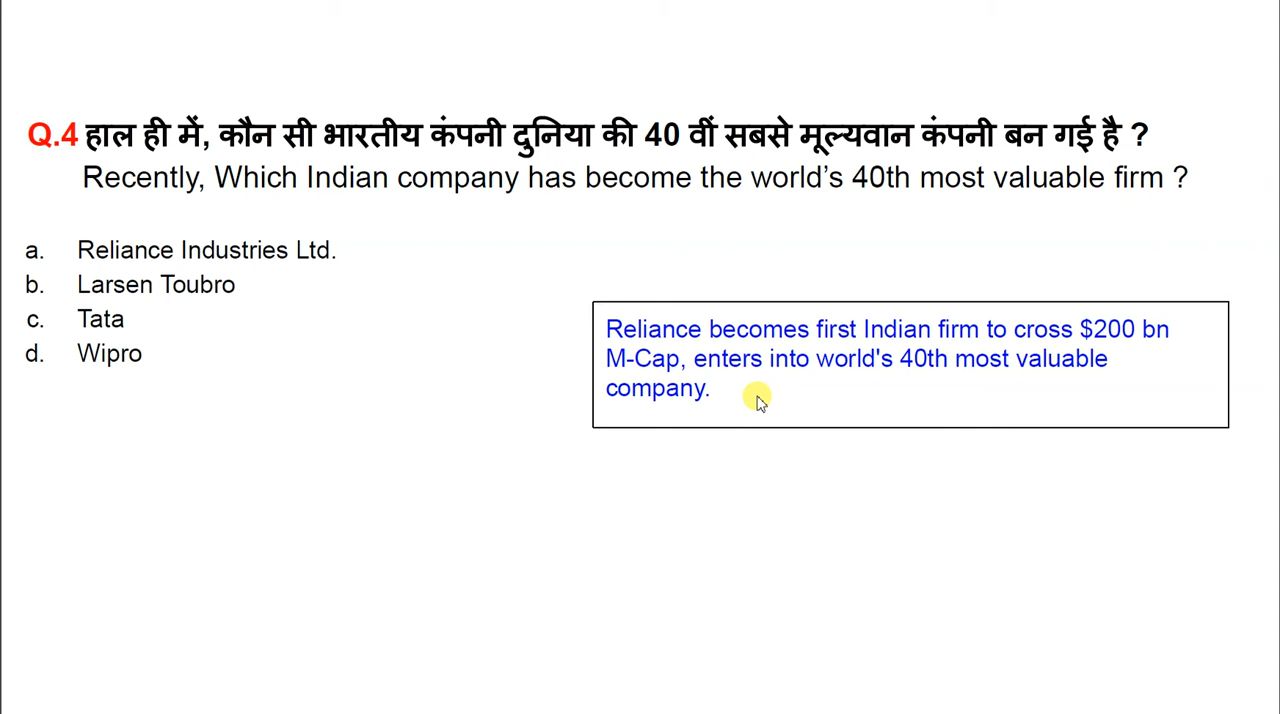 Q.4 हाल ही में, कौन सी भारतीय कंपनी दुनिया की 40 वीं सबसे मूल्यवान कंपनी बन गई है ?
Recently, Which Indian company has become the world's 40th most valuable firm ?
a. Reliance Industries Ltd.
b. Larsen Toubro
c. Tata
d. Wipro
Reliance becomes first Indian firm to cross $200 bn
M-Cap, enters into world's 40th most valuable
company.